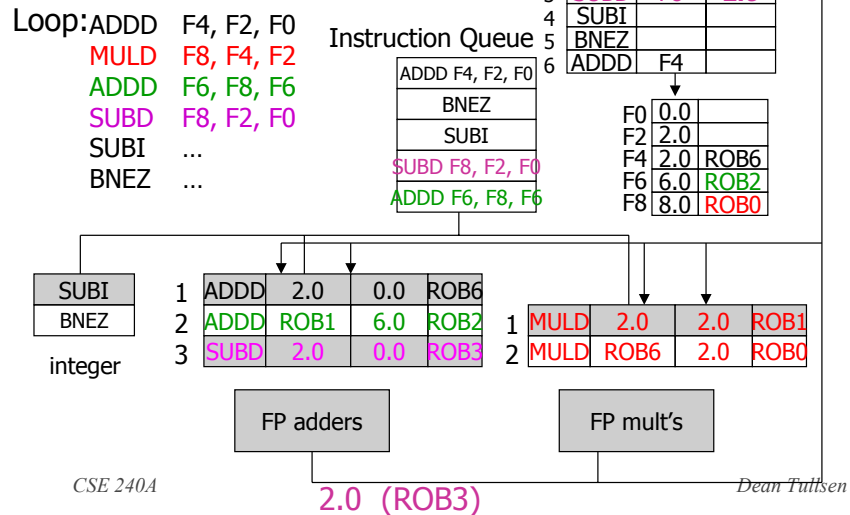 4 SUBI
5 BNEZ
6 ADDD F4
Loop: ADDD F4, F2, F0
MULD F8, F4, F2
ADDD F6, F8, F6
SUBD F8, F2, F0
SUBI ...
BNEZ ...
Instruction Queue
ADDD F4, F2, F0
BNEZ
SUBI
SUBD F8, F2, F0
ADDD F6, F8, F6
F0 0.0
F2 2.0
F4 2.0 ROB6
F6 6.0 ROB2
F8 8.0 ROB0
SUBI
BNEZ
integer
1 ADDD 2.0 0.0 ROB6
2 ADDD ROB1 6.0 ROB2
3 SUBD 2.0 0.0 ROB3
1 MULD 2.0 2.0 ROB1
2 MULD ROB6 2.0 ROB0
FP adders
FP mult's
CSE 240A
2.0 (ROB3)
Dean Tullsen